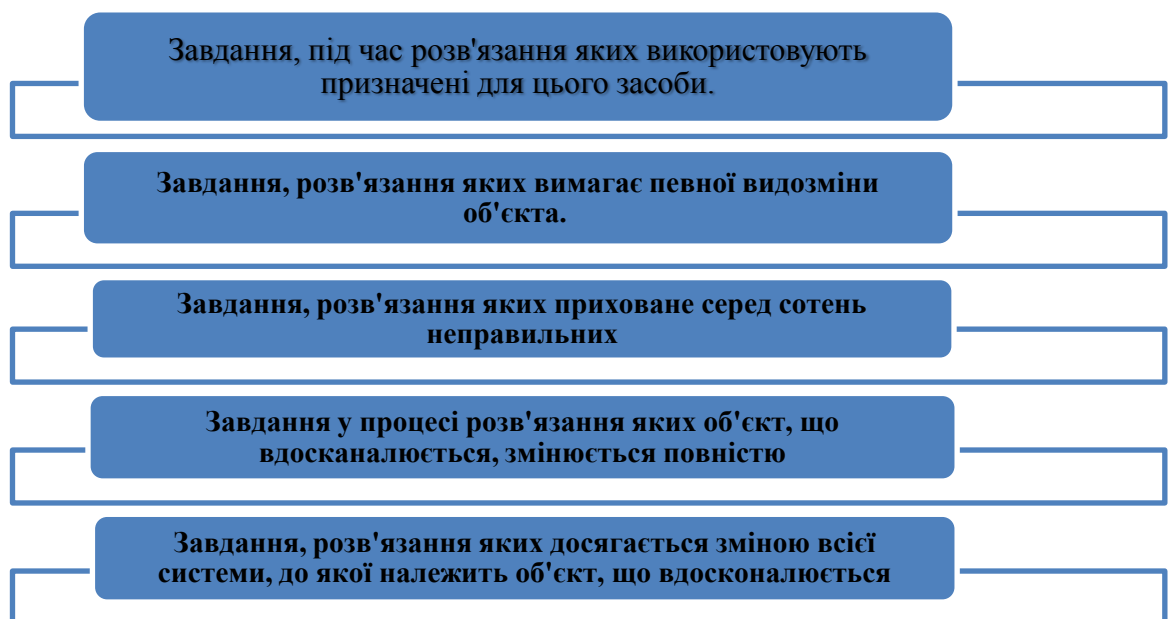 Завдання, під час розв'язання яких використовують
призначені для цього засоби.
Завдання, розв'язання яких вимагає певної видозміни
об'єкта.
Завдання, розв'язання яких приховане серед сотень
неправильних
Завдання у процесі розв'язання яких об'єкт, що
вдосканалюється, змінюється повністю
Завдання, розв'язання яких досягається зміною всієї
системи, до якої належить об'єкт, що вдосконалюється